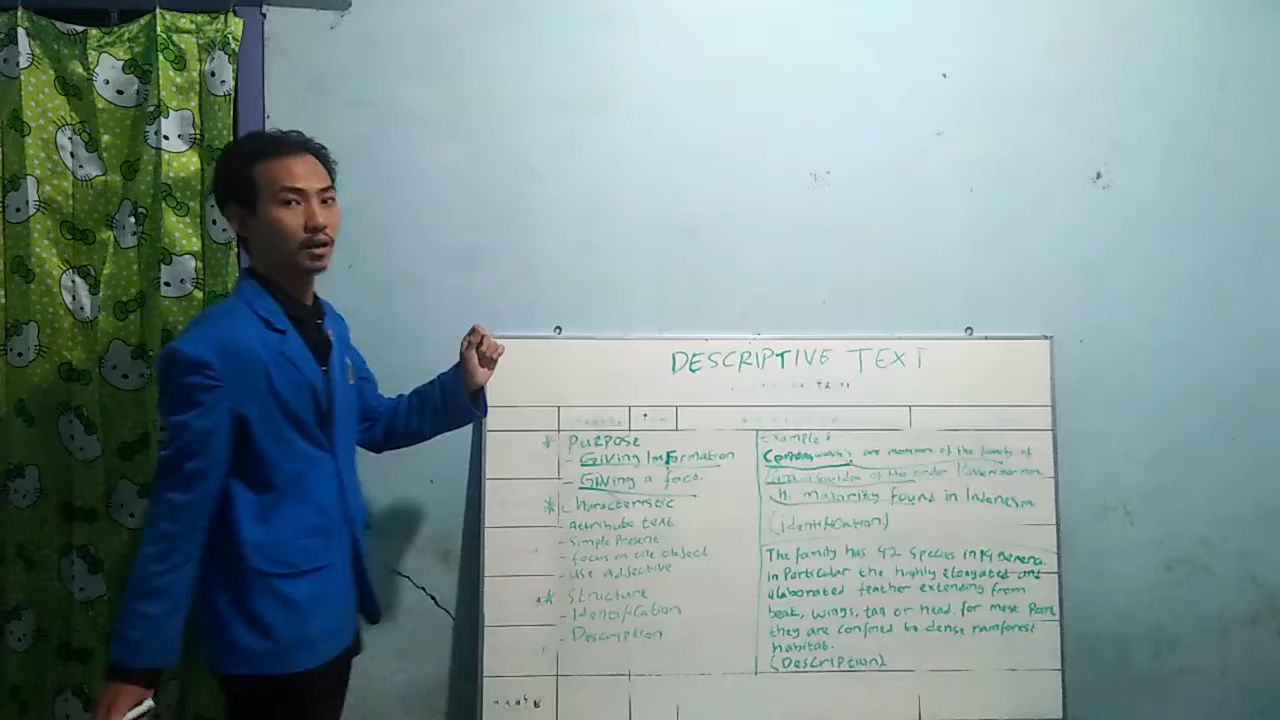 DESCRIPTIVE TEXT
* Purpose
- Giving Information
- Giving a fact.
* Characteristic
- Attribute text
- Simple Present
- focus on one object
- use adjective
* Structure
- Identification
- Description
Example :
are member of the family of
of the order
majority found in Indonesia
(identification)
The family has 42 species in 14 Genera.
in Particular the highly elongated and
elaborated feather extending from
beak, wings, tail or head. for most Part
they are confined to dense rainforest
habitat.
(Description)